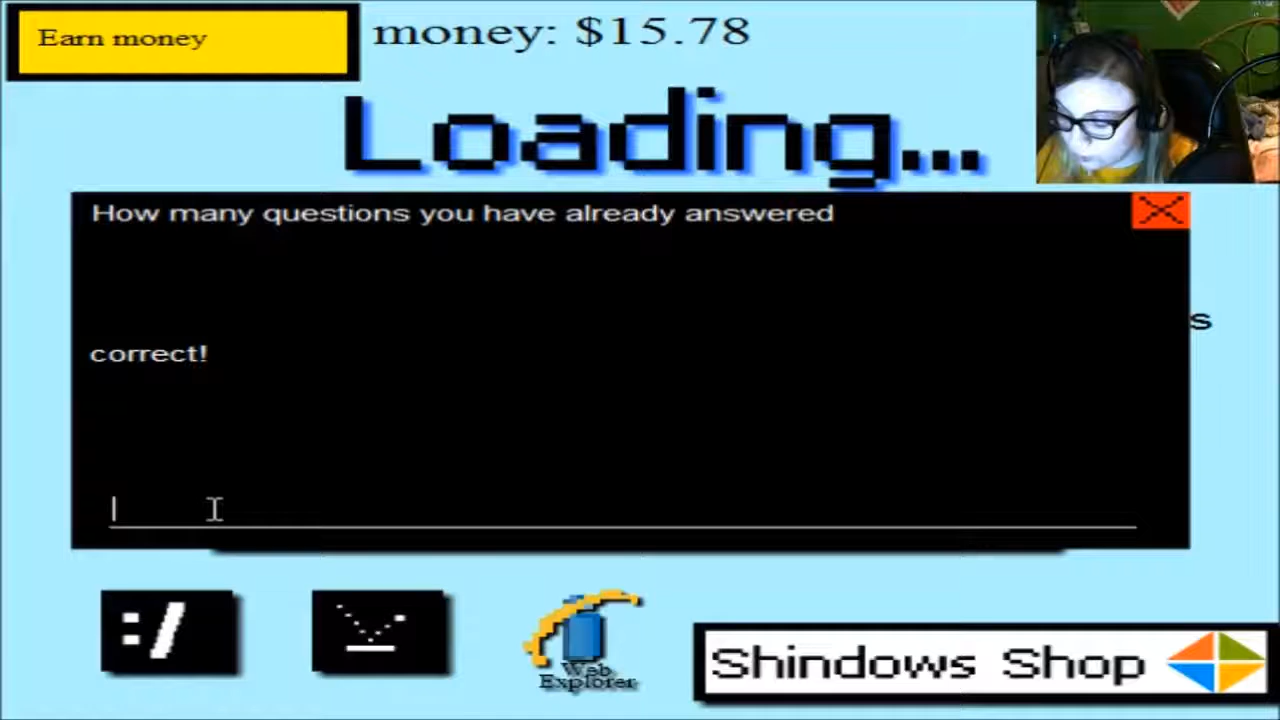 Earn money
money: $15.78
Loading...
How many questions you have already answered
s
correct!
:/
Web
Explorer
Shindows Shop